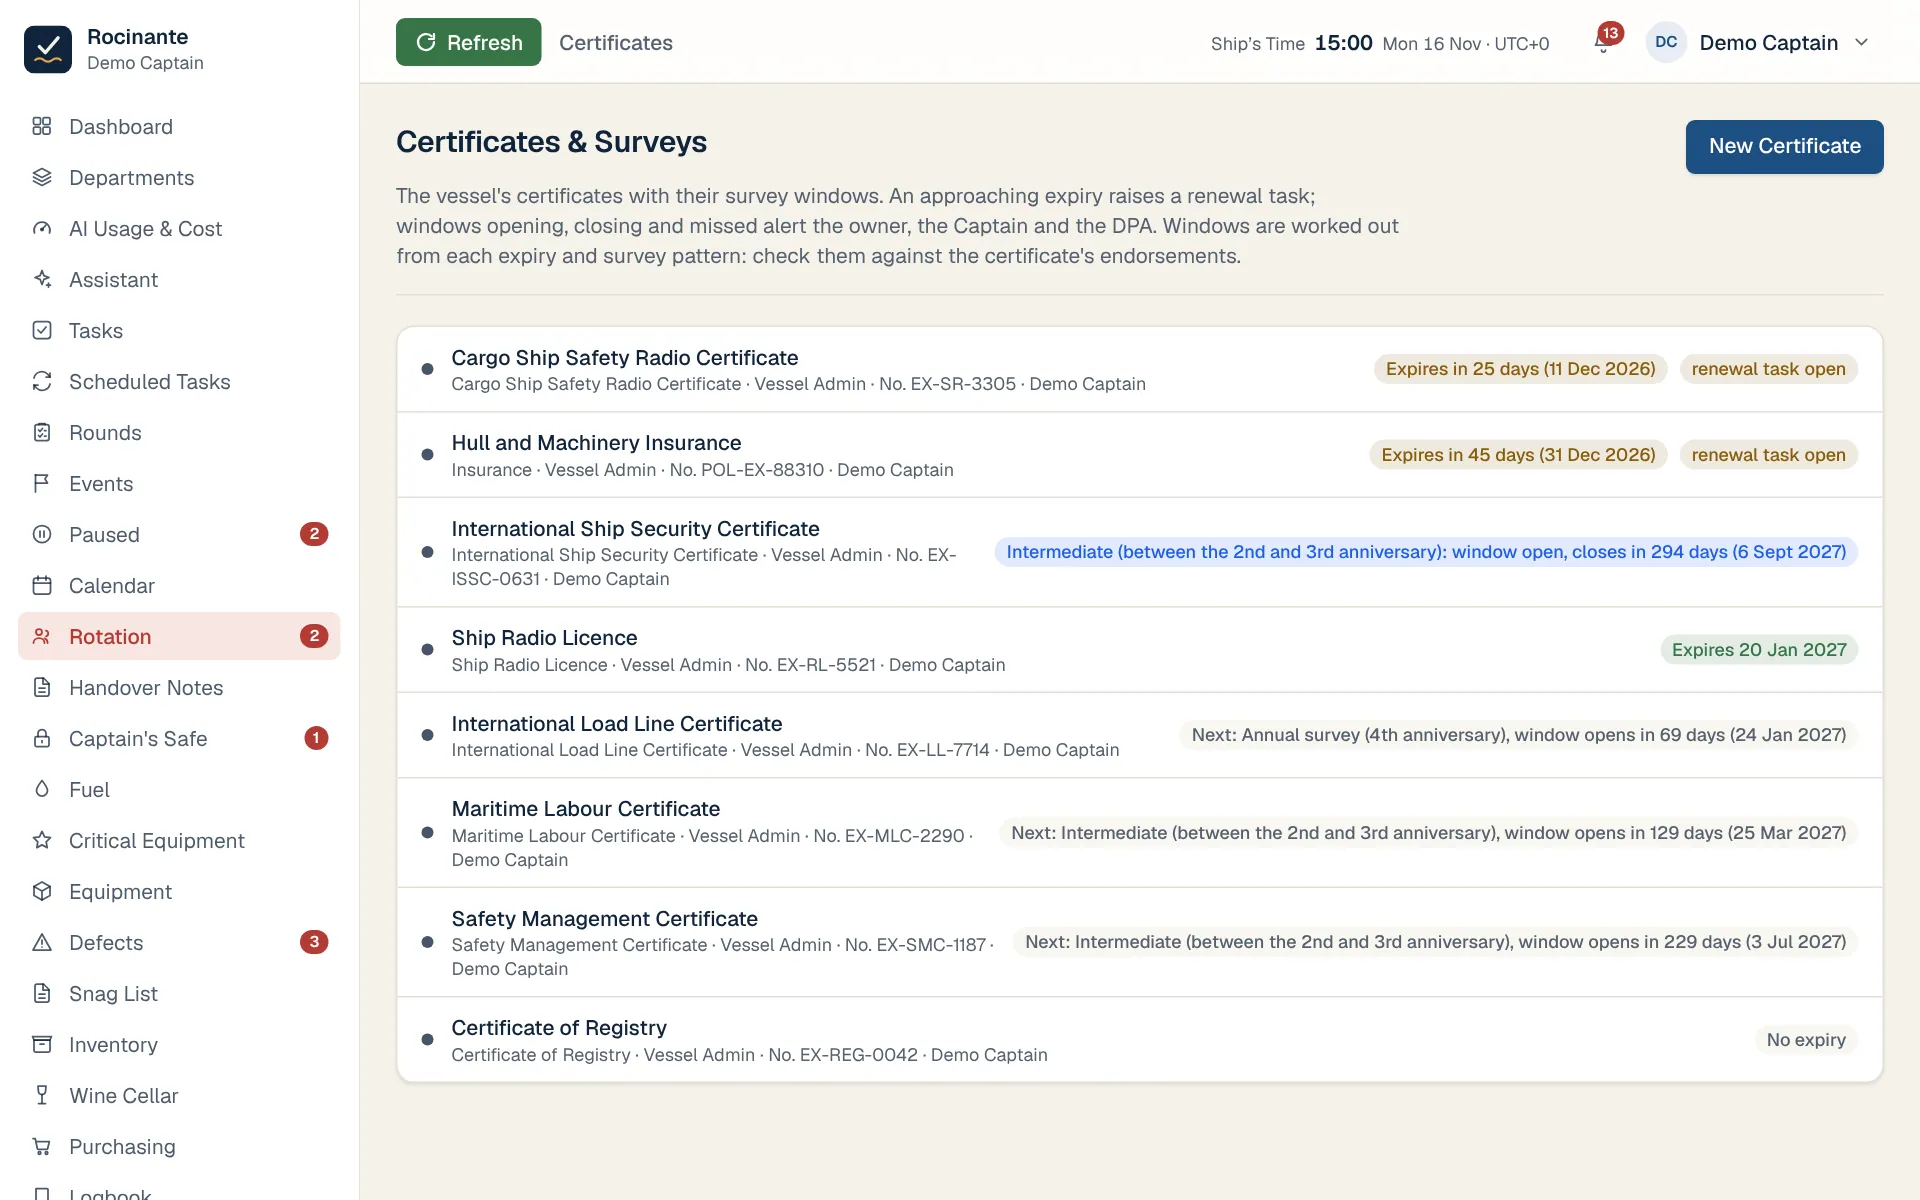 Rocinante
Demo Captain
Dashboard
Departments
AI Usage & Cost
Assistant
Tasks
Scheduled Tasks
Rounds
Events
Paused 2
Calendar
Rotation 2
Handover Notes
Captain's Safe 1
Fuel
Critical Equipment
Equipment
Defects 3
Snag List
Inventory
Wine Cellar
Purchasing
Logbook
Refresh Certificates
Ship's Time 15:00 Mon 16 Nov · UTC+0
13
DC Demo Captain
Certificates & Surveys
New Certificate
The vessel's certificates with their survey windows. An approaching expiry raises a renewal task;
windows opening, closing and missed alert the owner, the Captain and the DPA. Windows are worked out
from each expiry and survey pattern: check them against the certificate's endorsements.
Cargo Ship Safety Radio Certificate
Cargo Ship Safety Radio Certificate · Vessel Admin · No. EX-SR-3305 · Demo Captain
Expires in 25 days (11 Dec 2026) renewal task open
Hull and Machinery Insurance
Insurance · Vessel Admin · No. POL-EX-88310 · Demo Captain
Expires in 45 days (31 Dec 2026) renewal task open
International Ship Security Certificate
International Ship Security Certificate · Vessel Admin · No. EX-
ISSC-0631 · Demo Captain
Intermediate (between the 2nd and 3rd anniversary): window open, closes in 294 days (6 Sept 2027)
Ship Radio Licence
Ship Radio Licence · Vessel Admin · No. EX-RL-5521 · Demo Captain
Expires 20 Jan 2027
International Load Line Certificate
International Load Line Certificate · Vessel Admin · No. EX-LL-7714 · Demo Captain
Next: Annual survey (4th anniversary), window opens in 69 days (24 Jan 2027)
Maritime Labour Certificate
Maritime Labour Certificate · Vessel Admin · No. EX-MLC-2290 ·
Demo Captain
Next: Intermediate (between the 2nd and 3rd anniversary), window opens in 129 days (25 Mar 2027)
Safety Management Certificate
Safety Management Certificate · Vessel Admin · No. EX-SMC-1187 ·
Demo Captain
Next: Intermediate (between the 2nd and 3rd anniversary), window opens in 229 days (3 Jul 2027)
Certificate of Registry
Certificate of Registry · Vessel Admin · No. EX-REG-0042 · Demo Captain
No expiry